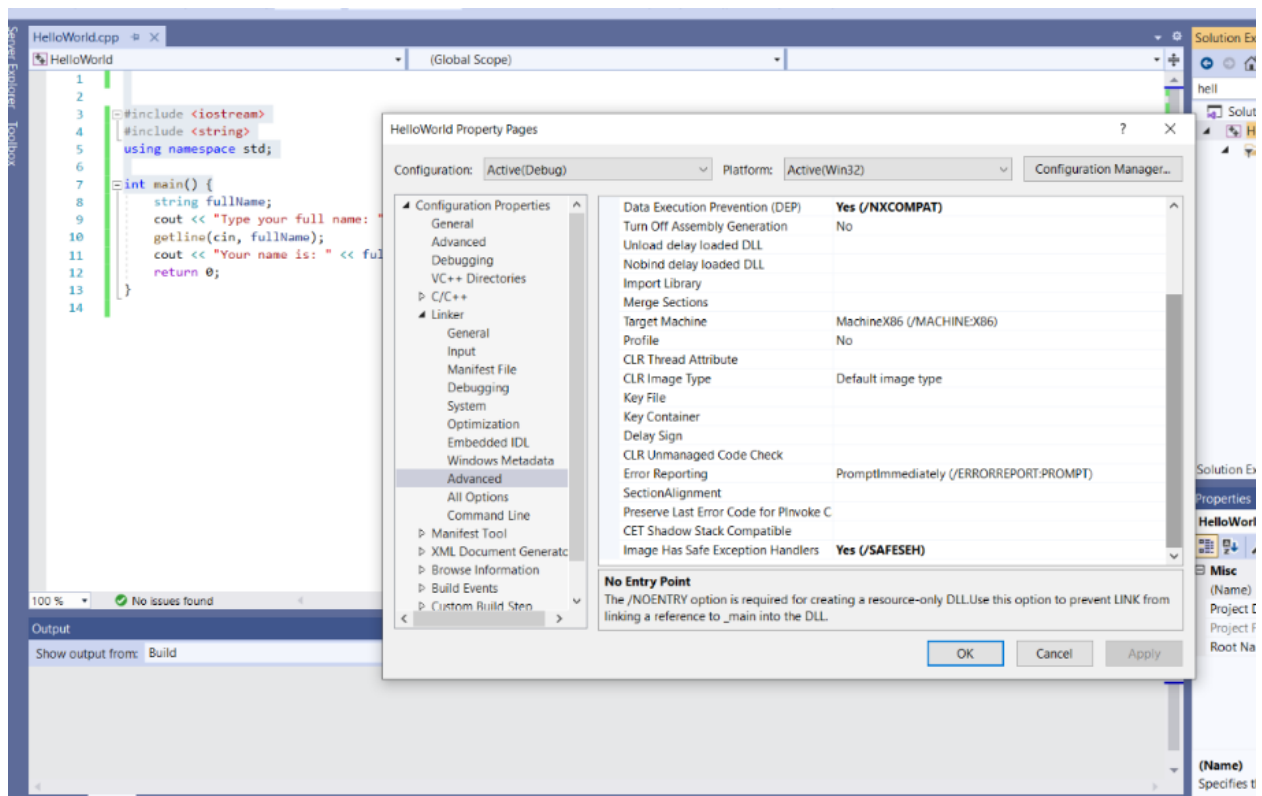 Server Explorer
Toolbox
HelloWorld.cpp
HelloWorld
(Global Scope)
1
2
3 #include <iostream>
4 #include <string>
5 using namespace std;
6
7 int main() {
8 string fullName;
9 cout << "Type your full name: "
10 getline(cin, fullName);
11 cout << "Your name is: " << ful
12 return 0;
13 }
14
100 %
No issues found
Output
Show output from: Build
HelloWorld Property Pages
?
Configuration: Active(Debug)
Platform: Active(Win32)
Configuration Manager...
Configuration Properties
General
Advanced
Debugging
VC++ Directories
C/C++
Linker
General
Input
Manifest File
Debugging
System
Optimization
Embedded IDL
Windows Metadata
Advanced
All Options
Command Line
Manifest Tool
XML Document Generatc
Browse Information
Build Events
Custom Build Step
Data Execution Prevention (DEP) Yes (/NXCOMPAT)
Turn Off Assembly Generation No
Unload delay loaded DLL
Nobind delay loaded DLL
Import Library
Merge Sections
Target Machine MachineX86 (/MACHINE:X86)
Profile No
CLR Thread Attribute
CLR Image Type Default image type
Key File
Key Container
Delay Sign
CLR Unmanaged Code Check
Error Reporting PromptImmediately (/ERRORREPORT:PROMPT)
SectionAlignment
Preserve Last Error Code for PInvoke C
CET Shadow Stack Compatible
Image Has Safe Exception Handlers Yes (/SAFESEH)
No Entry Point
The /NOENTRY option is required for creating a resource-only DLL.Use this option to prevent LINK from
linking a reference to _main into the DLL.
OK
Cancel
Apply
Solution Ex
hell
Solut
H
Solution Ex
Properties
HelloWorl
Misc
(Name)
Project D
Project F
Root Na
(Name)
Specifies t